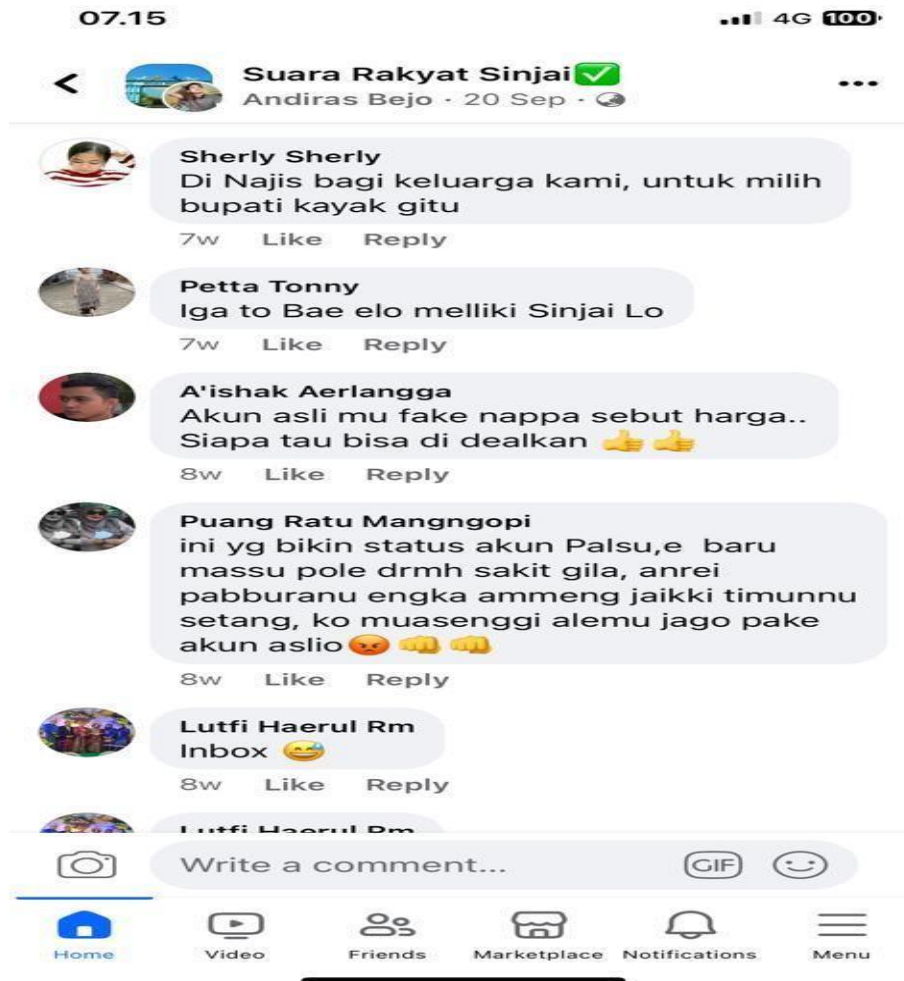 07.15
4G 100
Suara Rakyat Sinjai✅
Andiras Bejo · 20 Sep ·
Sherly Sherly
Di Najis bagi keluarga kami, untuk milih
bupati kayak gitu
7w Like Reply
Petta Tonny
Iga to Bae elo melliki Sinjai Lo
7w Like Reply
A'ishak Aerlangga
Akun asli mu fake nappa sebut harga..
Siapa tau bisa di dealkan 👍 👍
8w Like Reply
Puang Ratu Mangngopi
ini yg bikin status akun Palsu,e baru
massu pole drmh sakit gila, anrei
pabburanu engka ammeng jaikki timunnu
setang, ko muasenggi alemu jago pake
akun aslio😡 👊 👊
8w Like Reply
Lutfi Haerul Rm
Inbox 😅
8w Like Reply
Lutfi Haerul Rm
Write a comment...
GIF
Home Video Friends Marketplace Notifications Menu